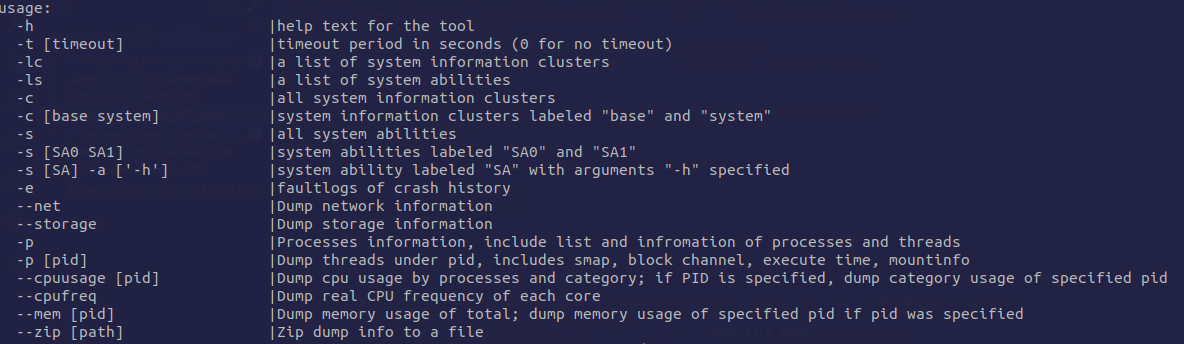 usage:
-h |help text for the tool
-t [timeout] |timeout period in seconds (0 for no timeout)
-lc |a list of system information clusters
-ls |a list of system abilities
-c |all system information clusters
-c [base system] |system information clusters labeled "base" and "system"
-s |all system abilities
-s [SA0 SA1] |system abilities labeled "SA0" and "SA1"
-s [SA] -a ['-h'] |system ability labeled "SA" with arguments "-h" specified
-e |faultlogs of crash history
--net |Dump network information
--storage |Dump storage information
-p |Processes information, include list and infromation of processes and threads
-p [pid] |Dump threads under pid, includes smap, block channel, execute time, mountinfo
--cpuusage [pid] |Dump cpu usage by processes and category; if PID is specified, dump category usage of specified pid
--cpufreq |Dump real CPU frequency of each core
--mem [pid] |Dump memory usage of total; dump memory usage of specified pid if pid was specified
--zip [path] |Zip dump info to a file